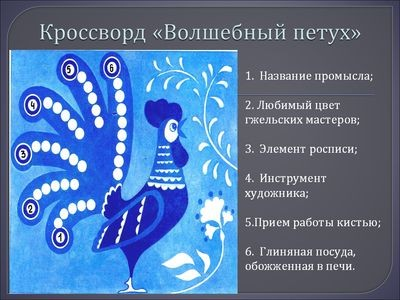 Кроссворд «Волшебный петух»
1. Название промысла;
2. Любимый цвет
гжельских мастеров;
3. Элемент росписи;
4. Инструмент
художника;
5.Прием работы кистью;
6. Глиняная посуда,
обожженная в печи.
6
5
4
3
2
1